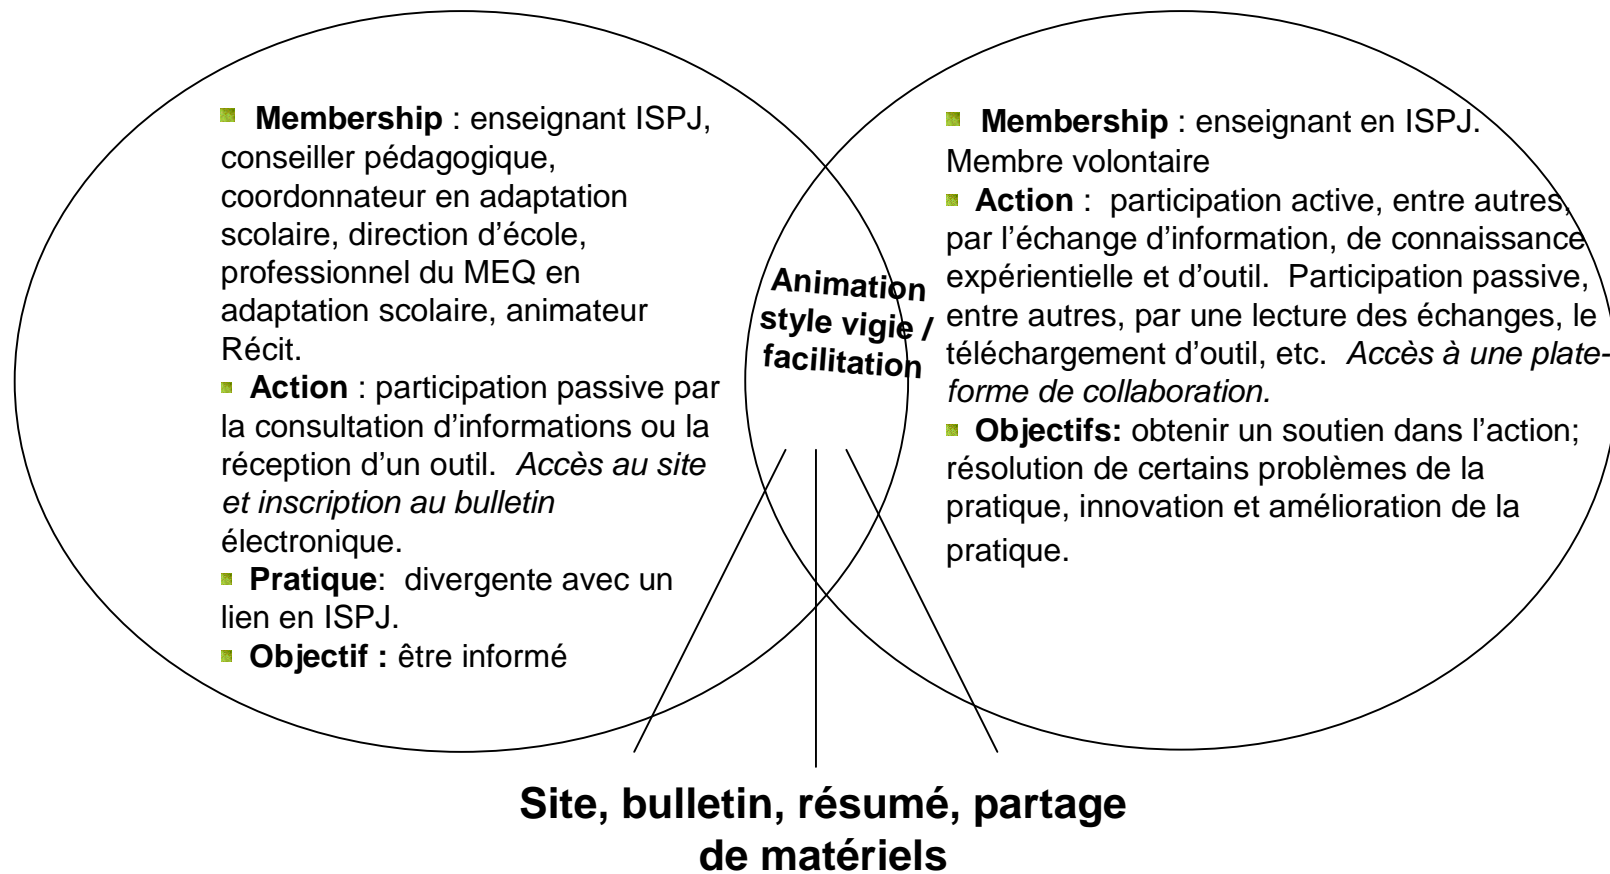 Membership : enseignant ISPJ,
conseiller pédagogique,
coordonnateur en adaptation
scolaire, direction d’école,
professionnel du MEQ en
adaptation scolaire, animateur
Récit.
Action : participation passive par
la consultation d’informations ou la
réception d’un outil. Accès au site
et inscription au bulletin
électronique.
Pratique: divergente avec un
lien en ISPJ.
Objectif : être informé
Animation
style vigie /
facilitation
Membership : enseignant en ISPJ.
Membre volontaire
Action : participation active, entre autres,
par l’échange d’information, de connaissance
expérientielle et d’outil. Participation passive,
entre autres, par une lecture des échanges, le
téléchargement d’outil, etc. Accès à une plate-
forme de collaboration.
Objectifs: obtenir un soutien dans l’action;
résolution de certains problèmes de la
pratique, innovation et amélioration de la
pratique.
Site, bulletin, résumé, partage
de matériels